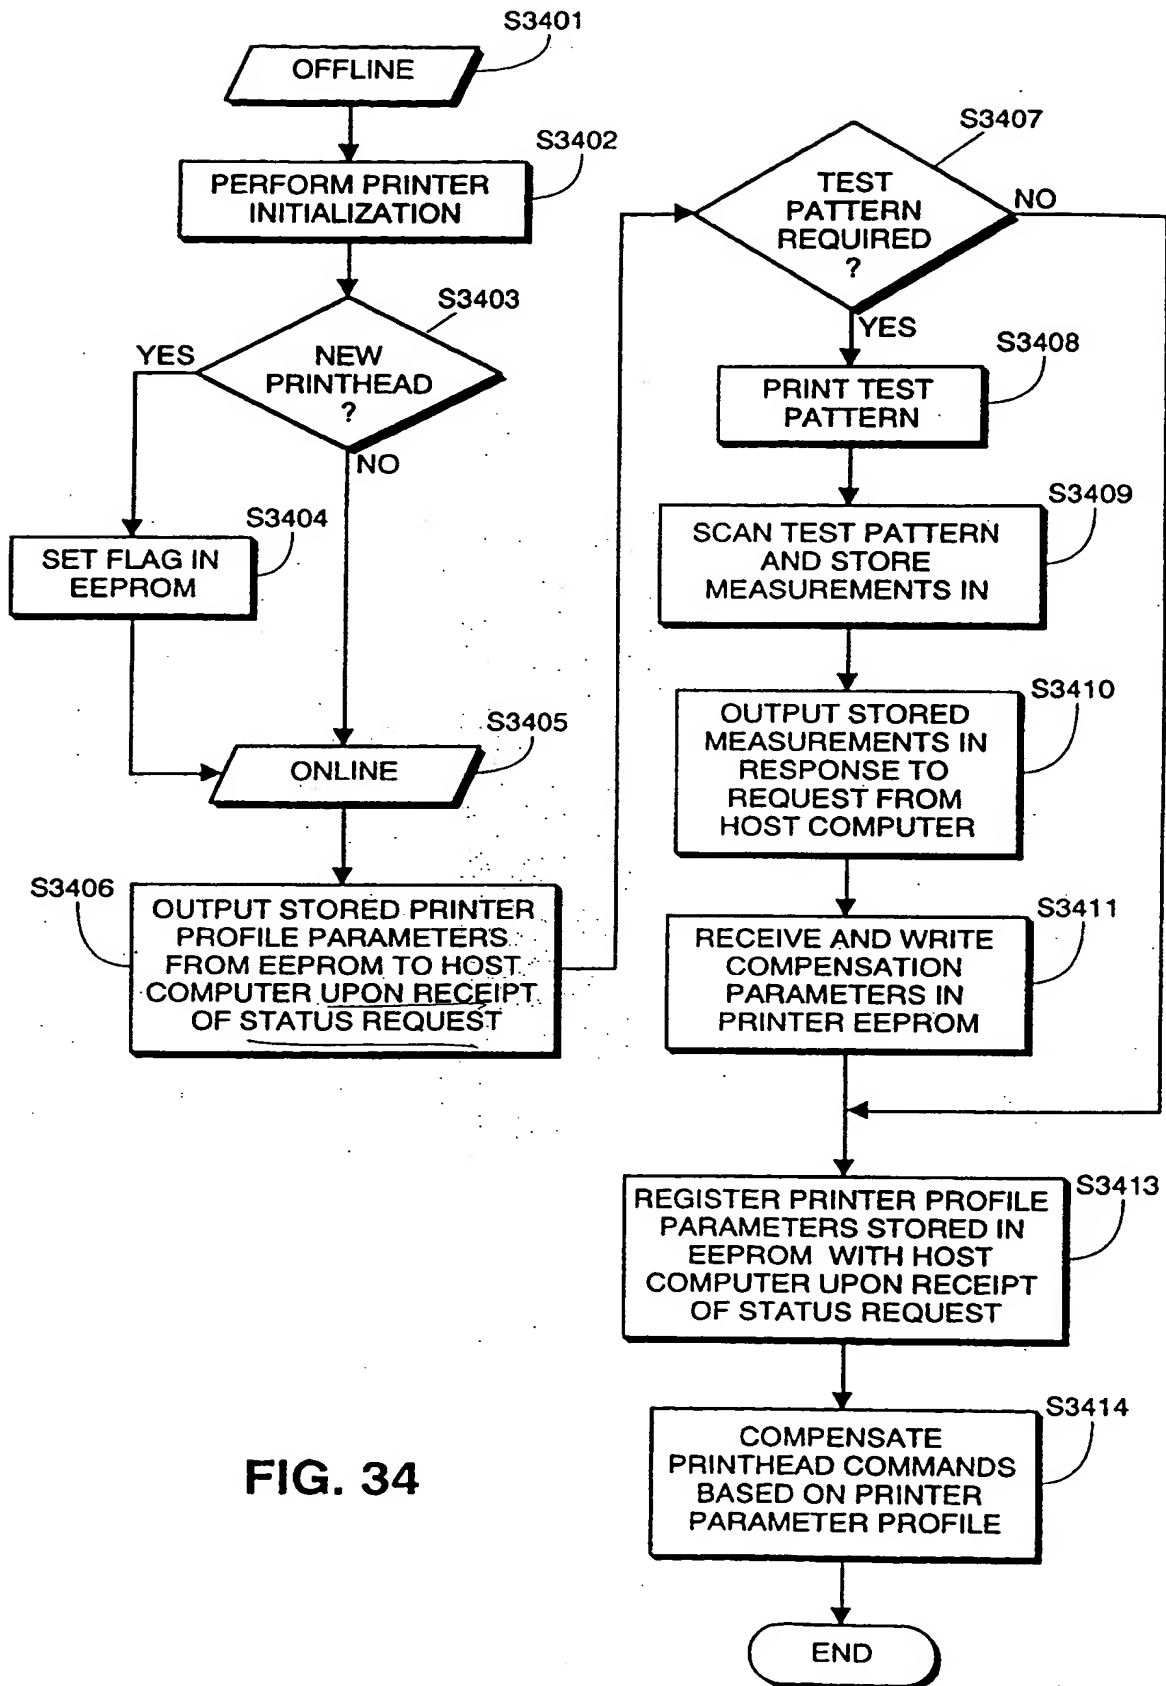 S3401
OFFLINE
S3402
PERFORM PRINTER
INITIALIZATION
S3403
YES
NEW
PRINTHEAD
?
NO
S3404
SET FLAG IN
EEPROM
S3405
ONLINE
S3406
OUTPUT STORED PRINTER
PROFILE PARAMETERS
FROM EEPROM TO HOST
COMPUTER UPON RECEIPT
OF STATUS REQUEST
S3407
TEST
PATTERN
REQUIRED
?
NO
YES
S3408
PRINT TEST
PATTERN
S3409
SCAN TEST PATTERN
AND STORE
MEASUREMENTS IN
S3410
OUTPUT STORED
MEASUREMENTS IN
RESPONSE TO
REQUEST FROM
HOST COMPUTER
S3411
RECEIVE AND WRITE
COMPENSATION
PARAMETERS IN
PRINTER EEPROM
S3413
REGISTER PRINTER PROFILE
PARAMETERS STORED IN
EEPROM WITH HOST
COMPUTER UPON RECEIPT
OF STATUS REQUEST
S3414
COMPENSATE
PRINTHEAD COMMANDS
BASED ON PRINTER
PARAMETER PROFILE
END
FIG. 34